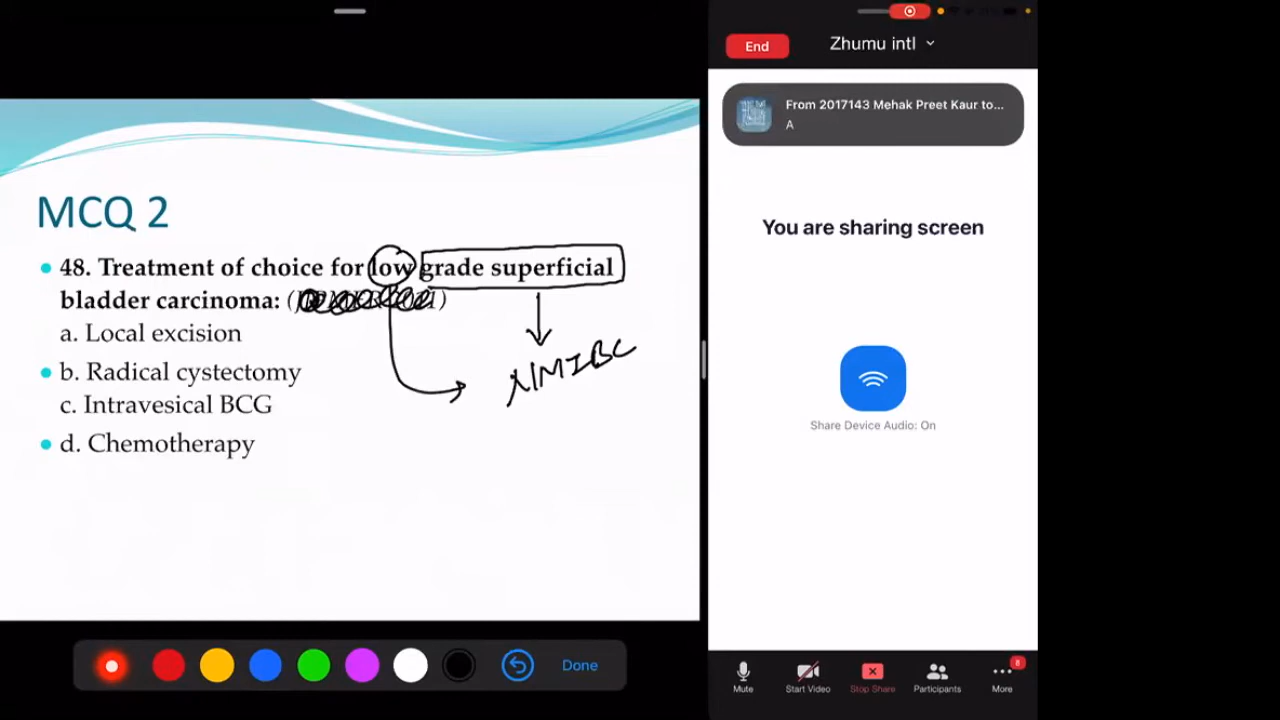 MCQ 2
48. Treatment of choice for low grade superficial
bladder carcinoma:
a. Local excision
b. Radical cystectomy
c. Intravesical BCG
d. Chemotherapy
NMIBC
Done
End
Zhumu intl
From 2017143 Mehak Preet Kaur to...
A
You are sharing screen
Share Device Audio: On
Mute
Start Video
Stop Share
Participants
More
8